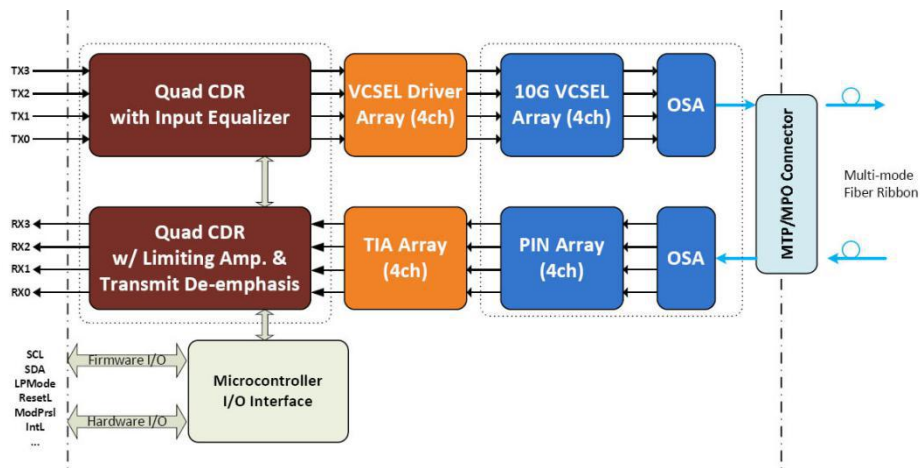 TX3
TX2
TX1
TX0
Quad CDR
with Input Equalizer
VCSEL Driver
Array (4ch)
10G VCSEL
Array (4ch)
OSA
MTP/MPO Connector
Multi-mode
Fiber Ribbon
RX3
RX2
RX1
RX0
Quad CDR
w/ Limiting Amp. &
Transmit De-emphasis
TIA Array
(4ch)
PIN Array
(4ch)
OSA
SCL
SDA
LPMode
ResetL
ModPrsl
IntL
...
Firmware I/O
Hardware I/O
Microcontroller
I/O Interface